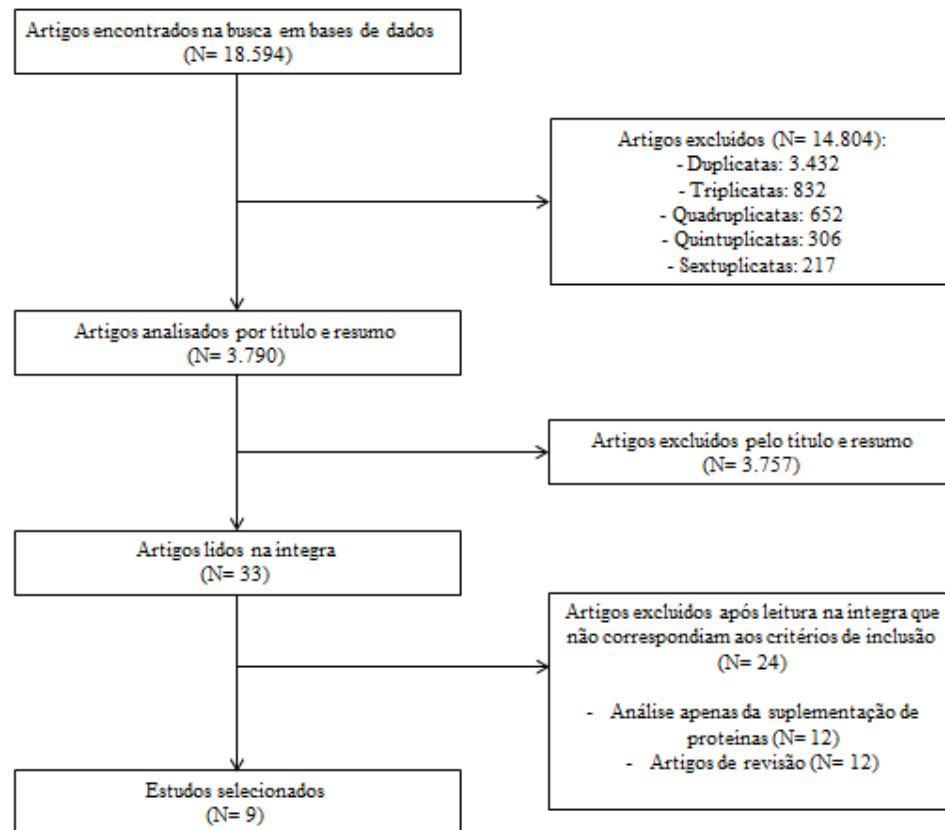 Artigos encontrados na busca em bases de dados
(N= 18.594)
Artigos excluídos (N= 14.804):
- Duplicatas: 3.432
- Triplicatas: 832
- Quadruplicatas: 652
- Quintuplicatas: 306
- Sextuplicatas: 217
Artigos analisados por título e resumo
(N= 3.790)
Artigos excluídos pelo título e resumo
(N= 3.757)
Artigos lidos na íntegra
(N= 33)
Artigos excluídos após leitura na íntegra que
não correspondiam aos critérios de inclusão
(N= 24)
- Análise apenas da suplementação de
proteínas (N= 12)
- Artigos de revisão (N= 12)
Estudos selecionados
(N= 9)